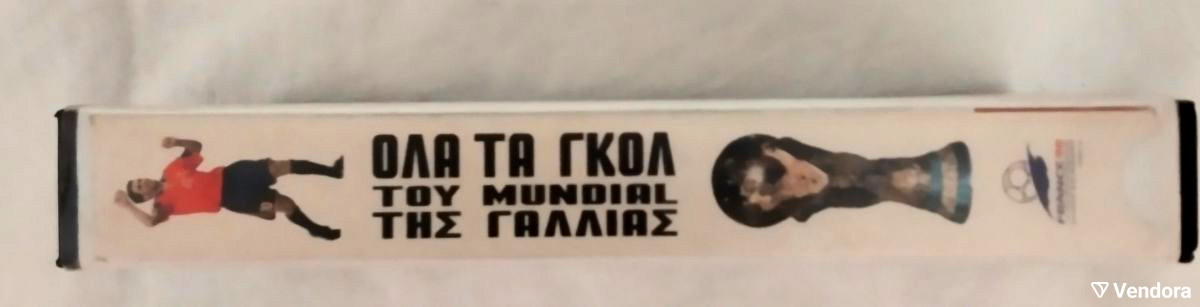 ΟΛΑ ΤΑ ΓΚΟΛ
ΤΟΥ MUNDIAL
ΤΗΣ ΓΑΛΛΙΑΣ
FRANCE 98
Vendora